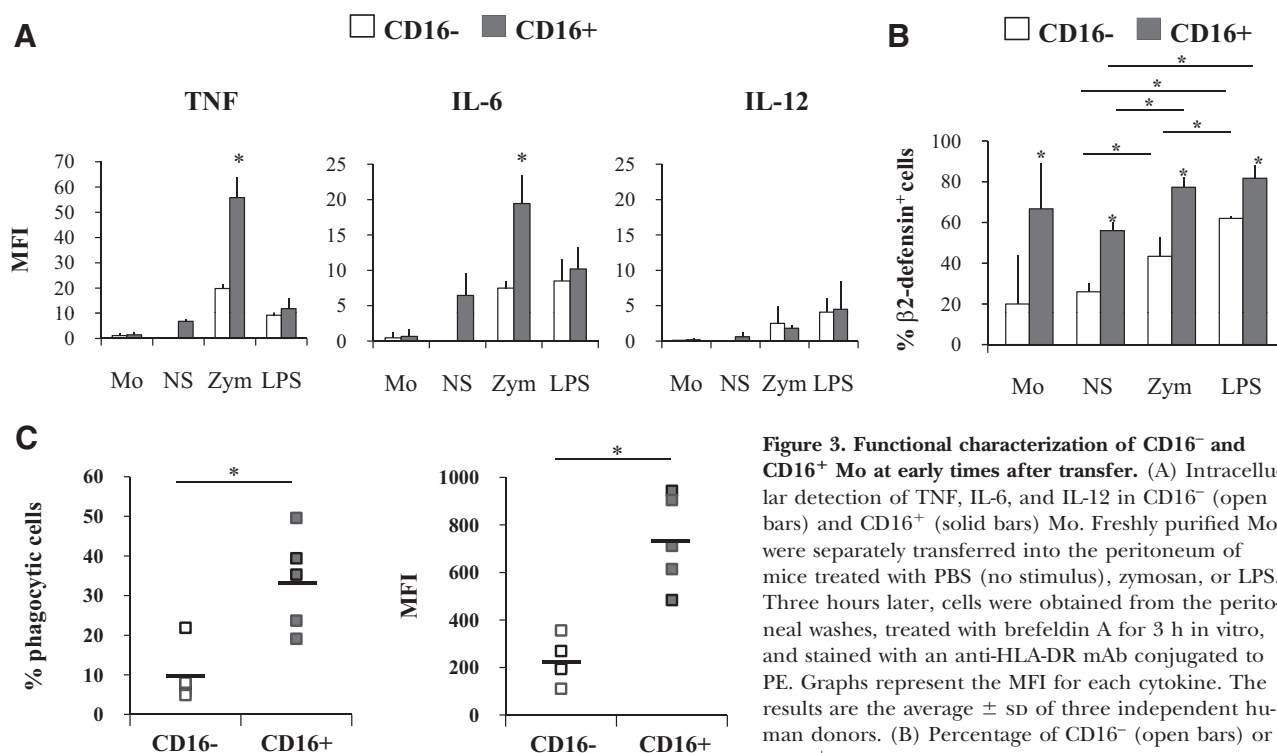 A
CD16- CD16+
TNF
IL-6
IL-12
MFI
70
60
50
40
30
20
10
0
*
Mo NS Zym LPS
25
20
15
10
5
0
*
Mo NS Zym LPS
25
20
15
10
5
0
Mo NS Zym LPS
B
CD16- CD16+
*
*
*
*
*
% β2-defensin⁺ cells
100
80
60
40
20
0
* * * *
Mo NS Zym LPS
C
% phagocytic cells
60
50
40
30
20
10
0
*
CD16- CD16+
MFI
1000
800
600
400
200
0
*
CD16- CD16+
Figure 3. Functional characterization of CD16⁻ and
CD16⁺ Mo at early times after transfer. (A) Intracellu-
lar detection of TNF, IL-6, and IL-12 in CD16⁻ (open
bars) and CD16⁺ (solid bars) Mo. Freshly purified Mo
were separately transferred into the peritoneum of
mice treated with PBS (no stimulus), zymosan, or LPS.
Three hours later, cells were obtained from the perito-
neal washes, treated with brefeldin A for 3 h in vitro,
and stained with an anti-HLA-DR mAb conjugated to
PE. Graphs represent the MFI for each cytokine. The
results are the average ± SD of three independent hu-
man donors. (B) Percentage of CD16⁻ (open bars) or